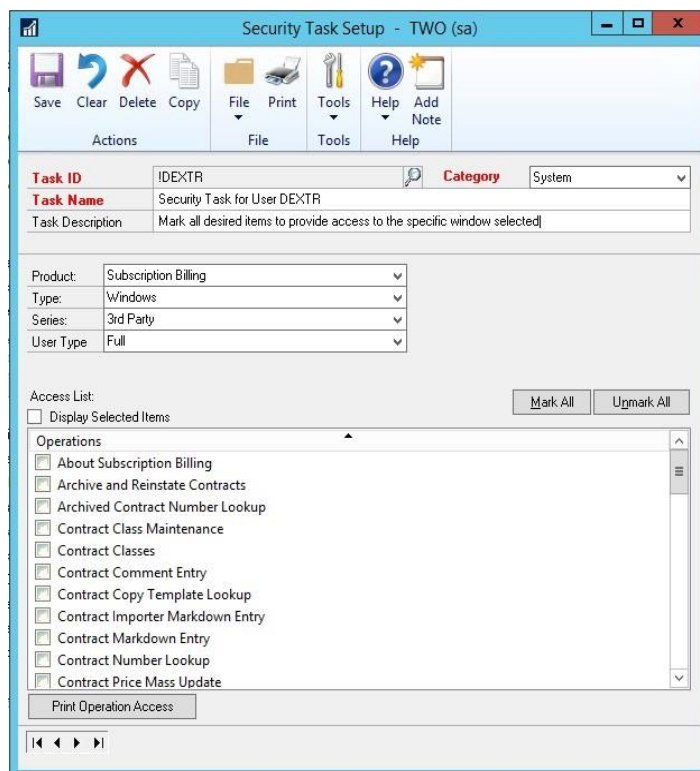 Security Task Setup - TWO (sa)
Save Clear Delete Copy File Print Tools Help Add Note
Actions File Tools Help
Task ID !DEXTR Category System
Task Name Security Task for User DEXTR
Task Description Mark all desired items to provide access to the specific window selected
Product: Subscription Billing
Type: Windows
Series: 3rd Party
User Type Full
Access List: Mark All Unmark All
Display Selected Items
Operations
About Subscription Billing
Archive and Reinstate Contracts
Archived Contract Number Lookup
Contract Class Maintenance
Contract Classes
Contract Comment Entry
Contract Copy Template Lookup
Contract Importer Markdown Entry
Contract Markdown Entry
Contract Number Lookup
Contract Price Mass Update
Print Operation Access